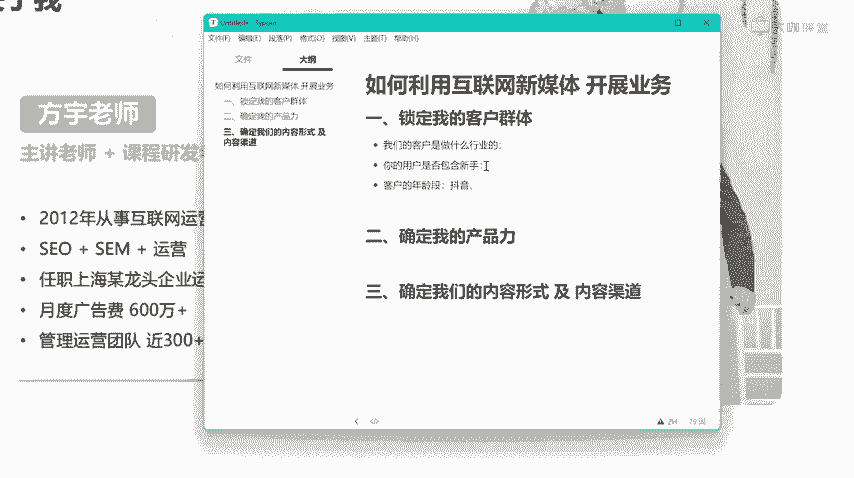 于我
方宇老师
主讲老师 + 课程研发
2012年从事互联网运营
SEO + SEM + 运营
任职上海某龙头企业运
月度广告费 600万+
管理运营团队 近300+
文件(F) 编辑(E) 段落(P) 格式(O) 视图(V) 主题(T) 帮助(H)
文件 大纲
如何利用互联网新媒体 开展业务
一、锁定我的客户群体
二、确定我的产品力
三、确定我们的内容形式 及
内容渠道
如何利用互联网新媒体 开展业务
一、锁定我的客户群体
我们的客户是做什么行业的:
你的用户是否包含新手:
客户的年龄段：抖音、
二、确定我的产品力
三、确定我们的内容形式 及 内容渠道